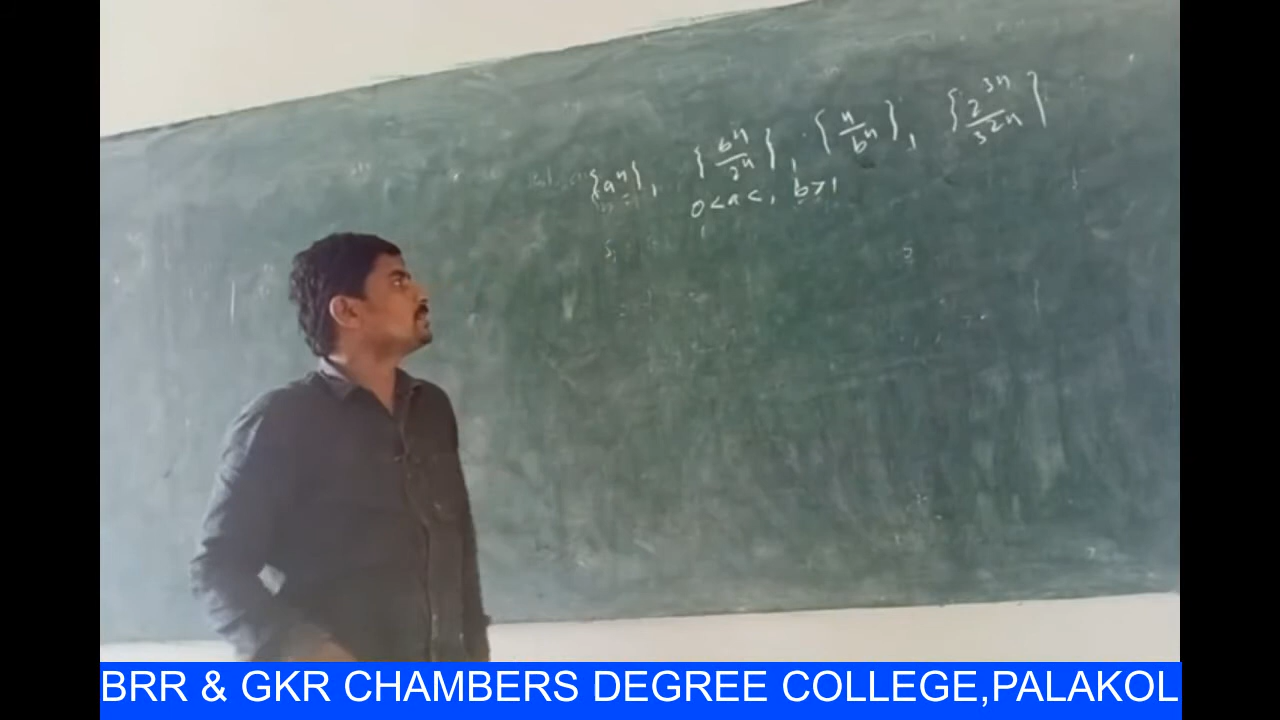 {aⁿ}, {bⁿ/2ⁿ}, {n/bⁿ}, {2³ⁿ/3²ⁿ}
0<a<1, b>1
BRR & GKR CHAMBERS DEGREE COLLEGE,PALAKOL